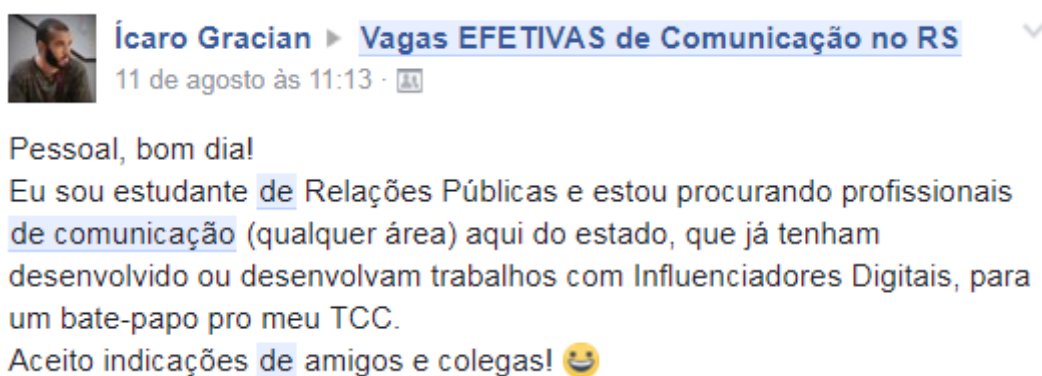 Ícaro Gracian ▶ Vagas EFETIVAS de Comunicação no RS
11 de agosto às 11:13 ·
Pessoal, bom dia!
Eu sou estudante de Relações Públicas e estou procurando profissionais
de comunicação (qualquer área) aqui do estado, que já tenham
desenvolvido ou desenvolvam trabalhos com Influenciadores Digitais, para
um bate-papo pro meu TCC.
Aceito indicações de amigos e colegas! 😀